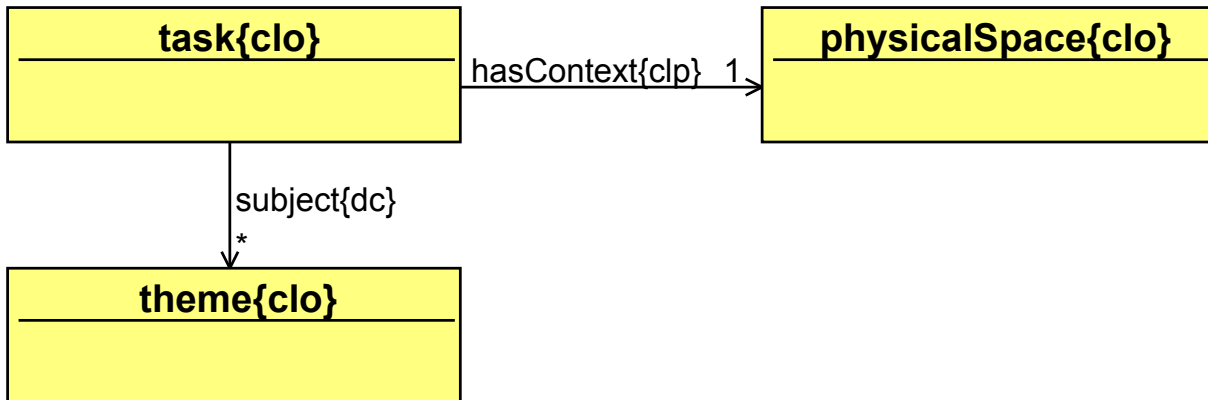 task{clo}
physicalSpace{clo}
hasContext{clp} 1
subject{dc}
*
theme{clo}